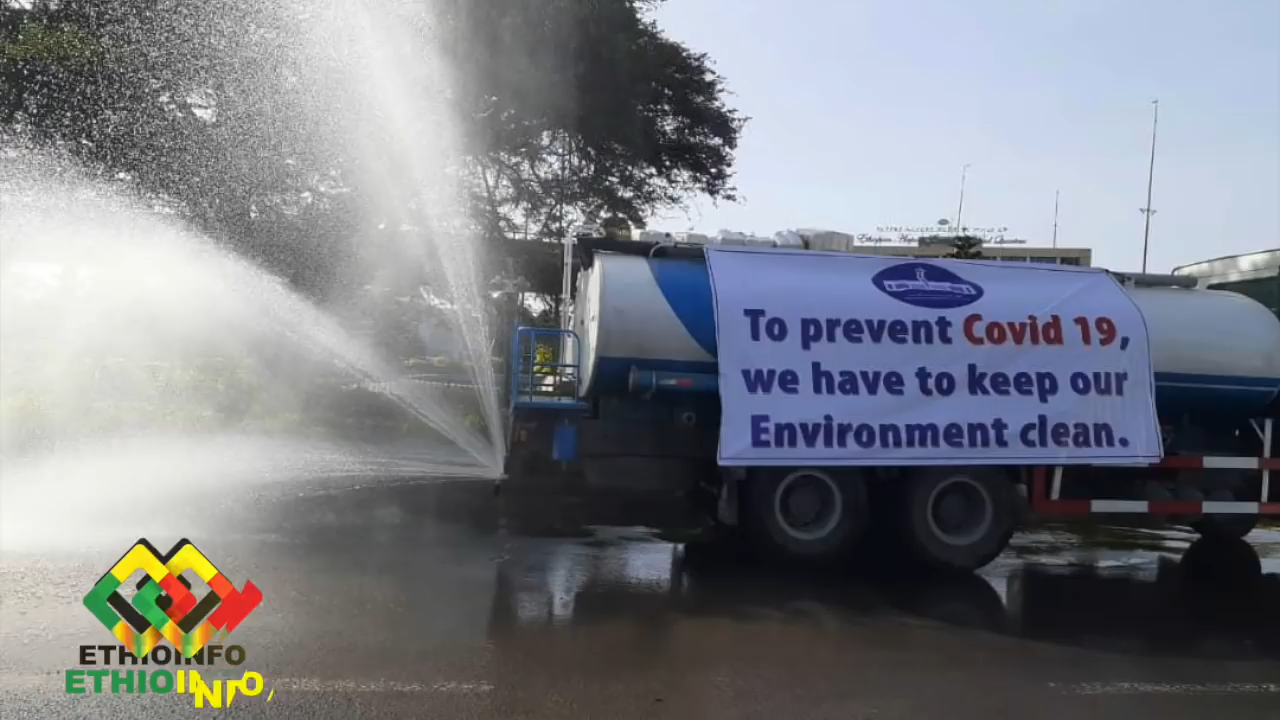 To prevent Covid 19,
we have to keep our
Environment clean.
ETHIOINFO
ETHIOINFO